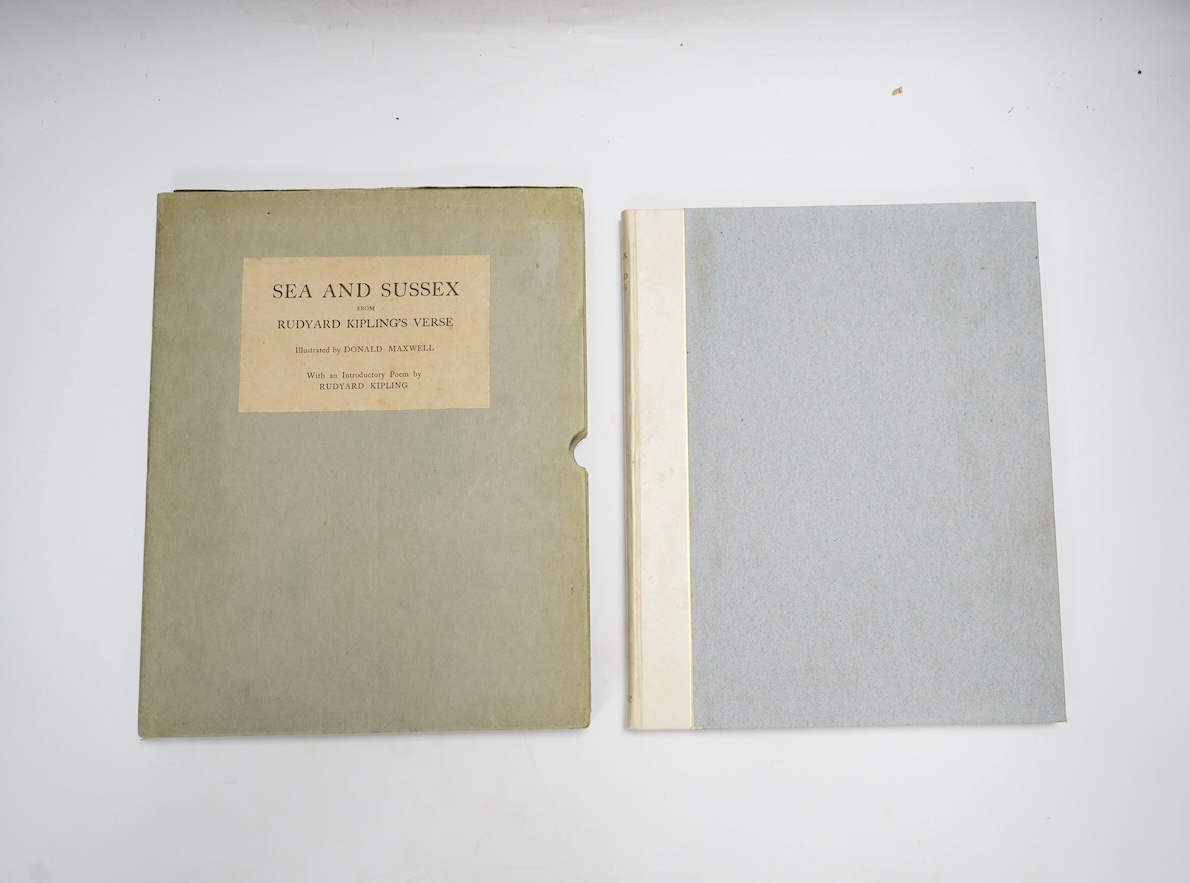 SEA AND SUSSEX
FROM
RUDYARD KIPLING'S VERSE
Illustrated by DONALD MAXWELL
With an Introductory Poem by
RUDYARD KIPLING